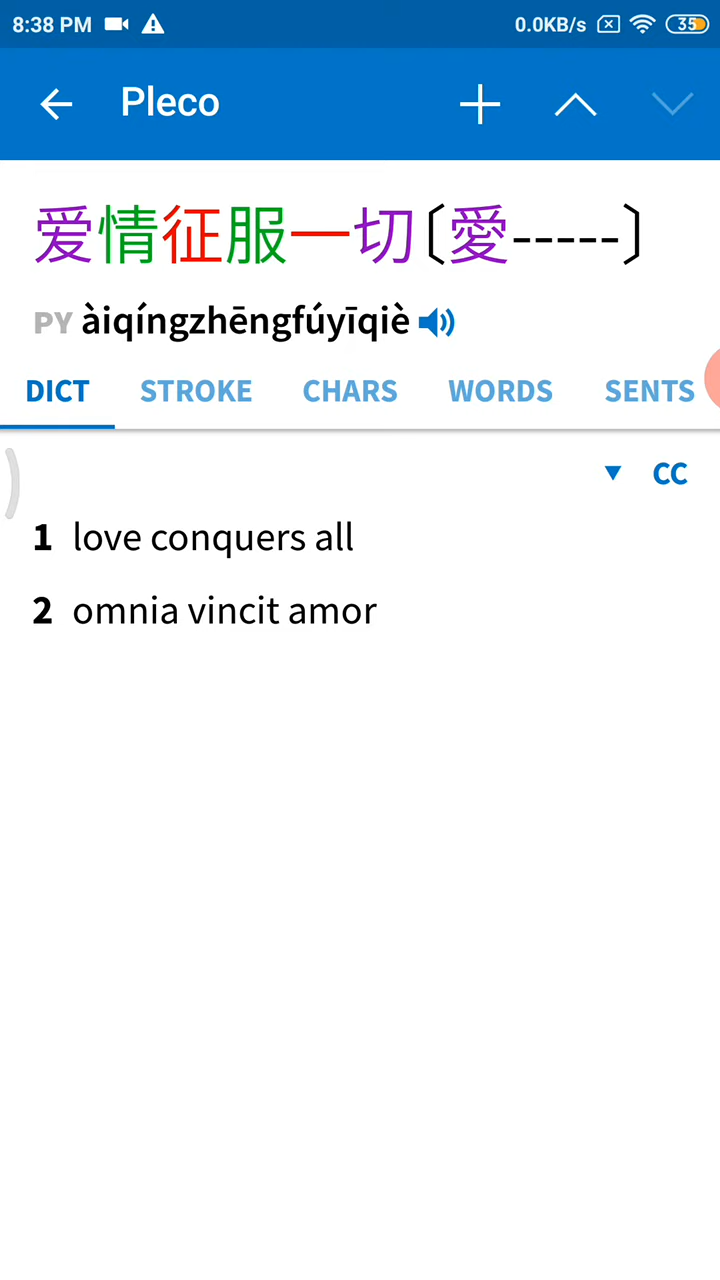 8:38 PM 0.0KB/s 35
Pleco
爱情征服一切〔愛-----〕
PY àiqíngzhēngfúyīqiè
DICT STROKE CHARS WORDS SENTS
CC
1 love conquers all
2 omnia vincit amor